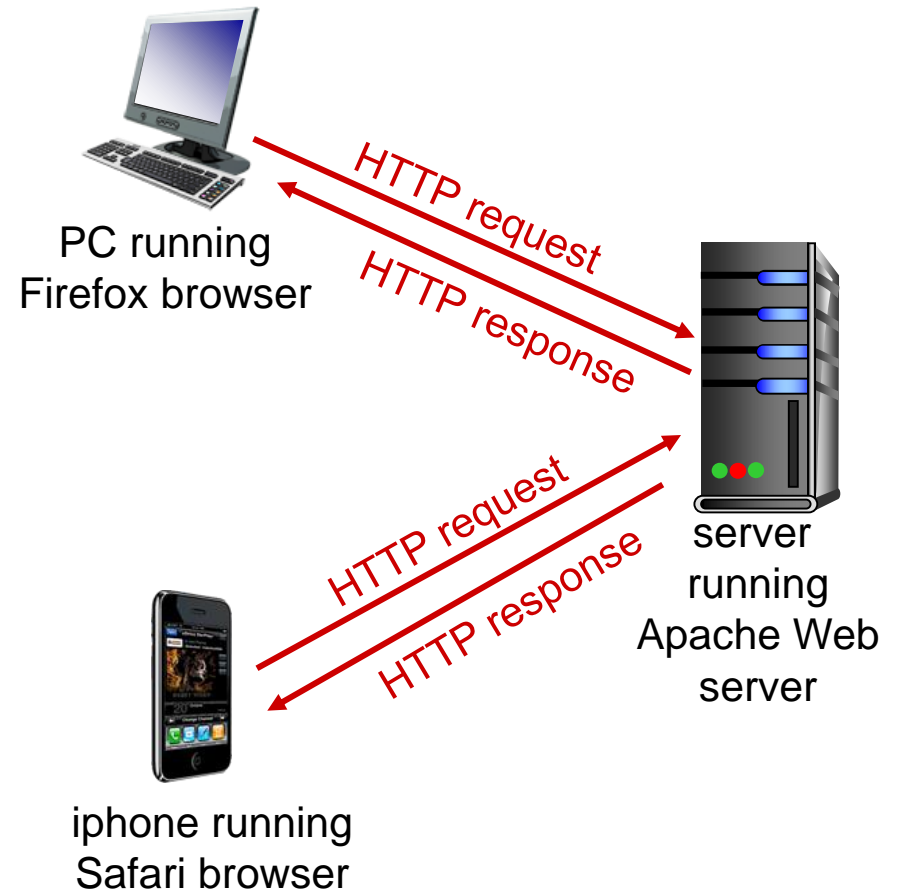 HTTP request
HTTP response
PC running
Firefox browser
HTTP request
HTTP response
server
running
Apache Web
server
iphone running
Safari browser